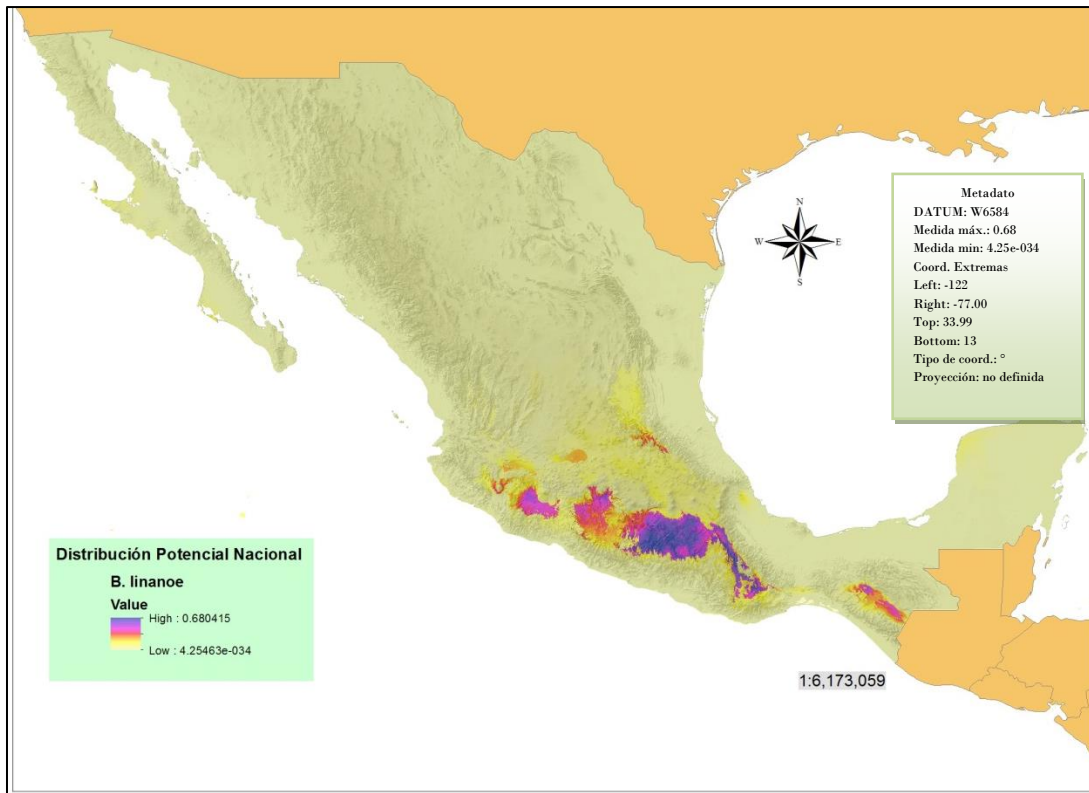 N
W E
S
Metadato
DATUM: W6584
Medida máx.: 0.68
Medida min: 4.25e-034
Coord. Extremas
Left: -122
Right: -77.00
Top: 33.99
Bottom: 13
Tipo de coord.: °
Proyección: no definida
Distribución Potencial Nacional
B. linanoe
Value
High : 0.680415
Low : 4.25463e-034
1:6,173,059